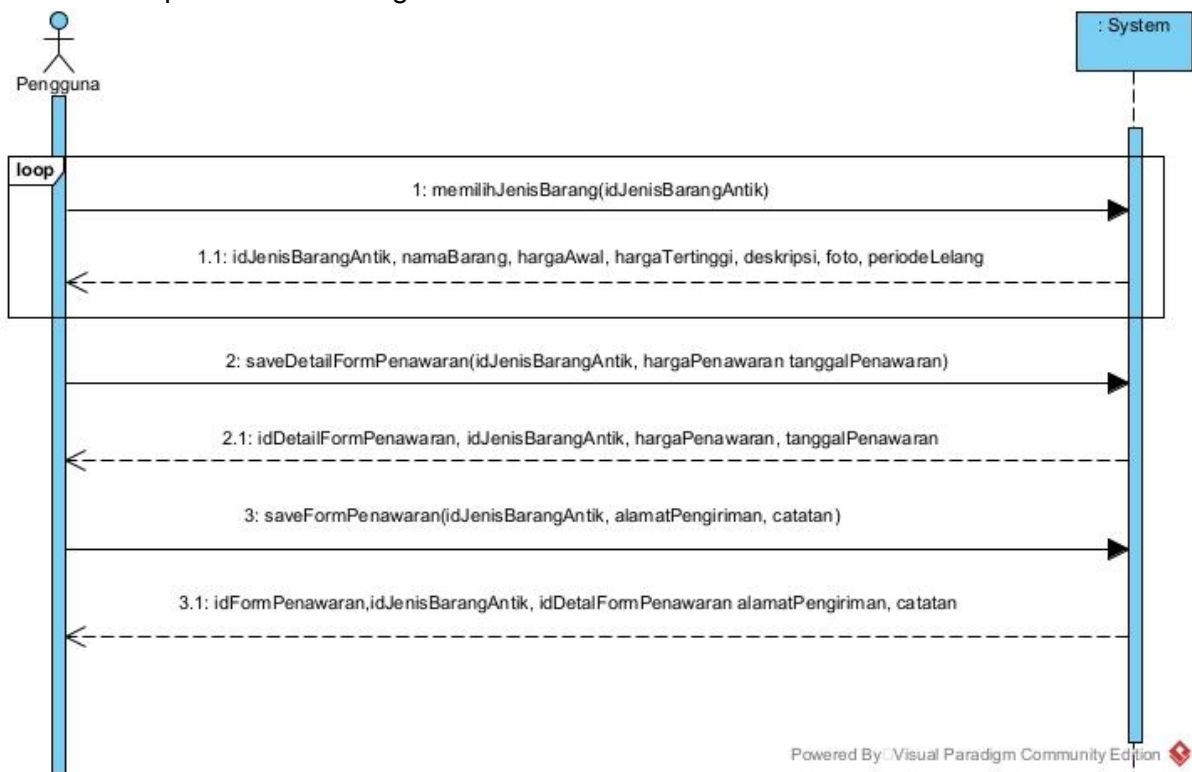 : System
Pengguna
loop
1: memilihJenisBarang(idJenisBarangAntik)
1.1: idJenisBarangAntik, namaBarang, hargaAwal, hargaTertinggi, deskripsi, foto, periodeLelang
2: saveDetailFormPenawaran(idJenisBarangAntik, hargaPenawaran tanggalPenawaran)
2.1: idDetailFormPenawaran, idJenisBarangAntik, hargaPenawaran, tanggalPenawaran
3: saveFormPenawaran(idJenisBarangAntik, alamatPengiriman, catatan)
3.1: idFormPenawaran,idJenisBarangAntik, idDetalFormPenawaran alamatPengiriman, catatan
Powered By Visual Paradigm Community Edition